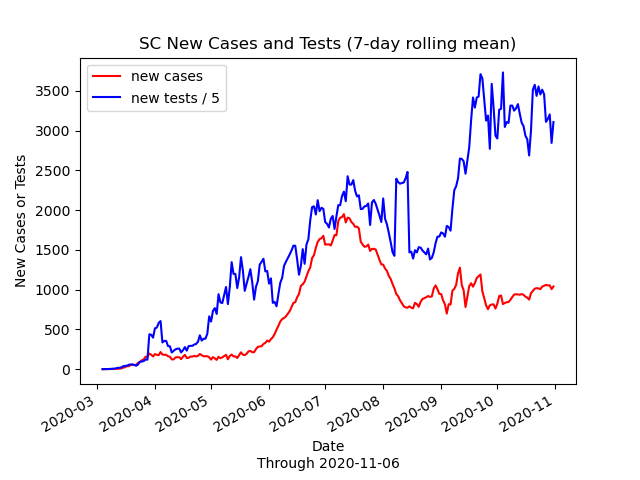 SC New Cases and Tests (7-day rolling mean)
new cases
new tests / 5
New Cases or Tests
3500
3000
2500
2000
1500
1000
500
0
2020-03
2020-04
2020-05
2020-06
2020-07
2020-08
2020-09
2020-10
2020-11
Date
Through 2020-11-06